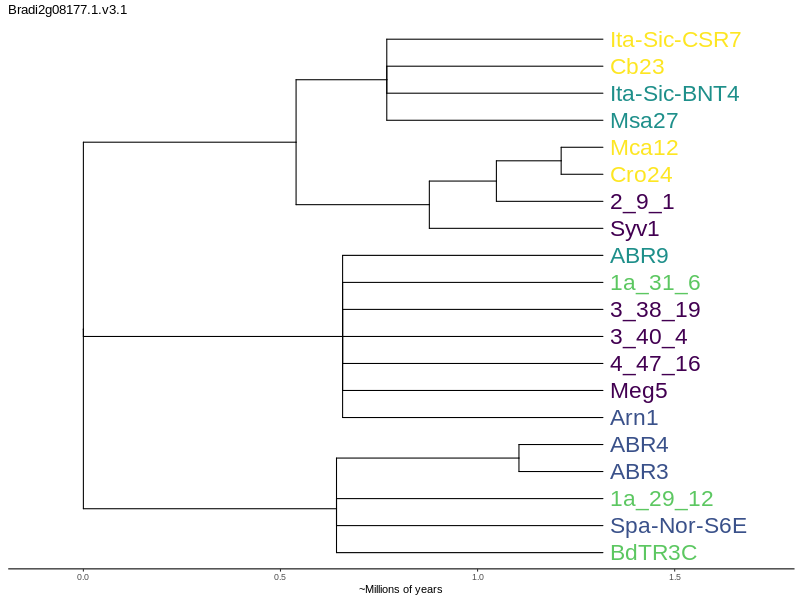 Bradi2g08177.1.v3.1
Ita-Sic-CSR7
Cb23
Ita-Sic-BNT4
Msa27
Mca12
Cro24
2_9_1
Syv1
ABR9
1a_31_6
3_38_19
3_40_4
4_47_16
Meg5
Arn1
ABR4
ABR3
1a_29_12
Spa-Nor-S6E
BdTR3C
0.0 0.5 1.0 1.5
~Millions of years